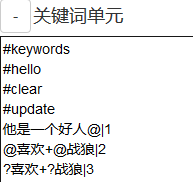 - 关键词单元
#keywords
#hello
#clear
#update
他是一个好人@|1
@喜欢+@战狼|2
?喜欢+?战狼|3